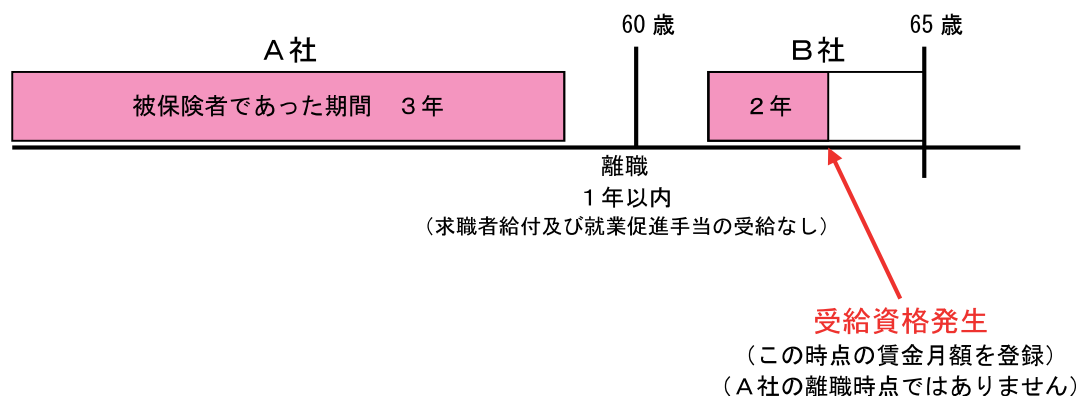 60歳
65歳
A社
B社
被保険者であった期間 3年
2年
離職
1年以内
(求職者給付及び就業促進手当の受給なし)
受給資格発生
(この時点の賃金月額を登録)
(A社の離職時点ではありません)